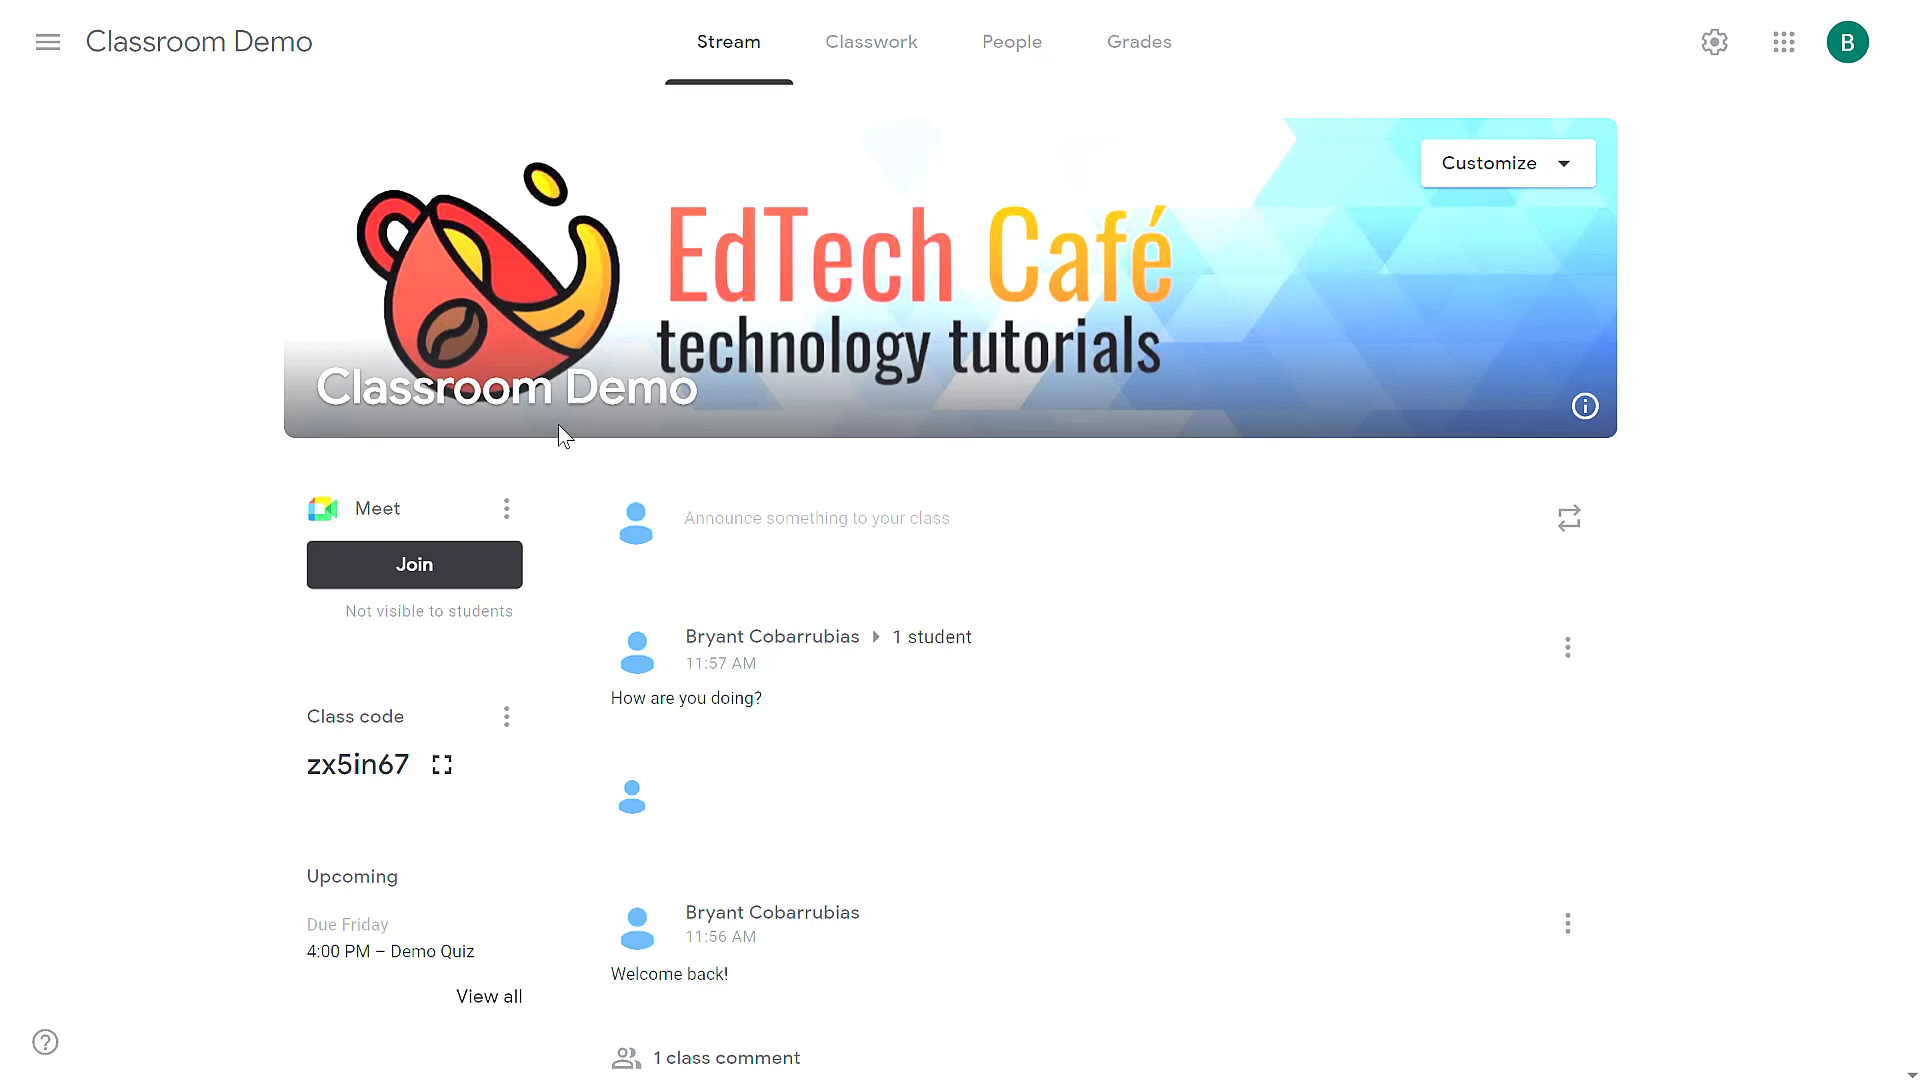 Classroom Demo
Stream
Classwork
People
Grades
B
Customize
EdTech Café
technology tutorials
Classroom Demo
Meet
Join
Not visible to students
Class code
zx5in67
Upcoming
Due Friday
4:00 PM – Demo Quiz
View all
Announce something to your class
Bryant Cobarrubias 1 student
11:57 AM
How are you doing?
Bryant Cobarrubias
11:56 AM
Welcome back!
1 class comment